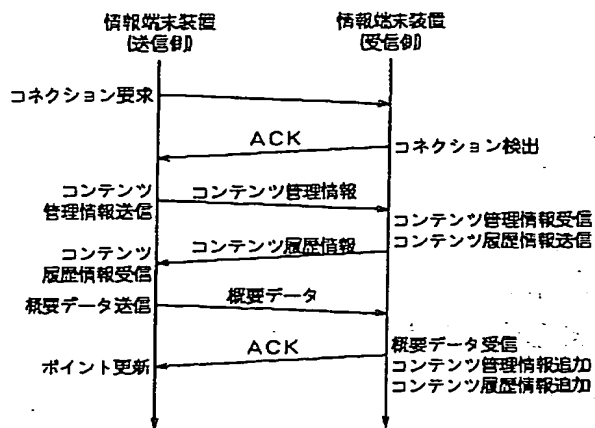 情報端末装置
(送信側)
情報端末装置
(受信側)
コネクション要求
ACK
コネクション検出
コンテンツ
管理情報送信
コンテンツ管理情報
コンテンツ管理情報受信
コンテンツ履歴情報送信
コンテンツ履歴情報
コンテンツ
履歴情報受信
概要データ送信
概要データ
ACK
概要データ受信
コンテンツ管理情報追加
コンテンツ履歴情報追加
ポイント更新